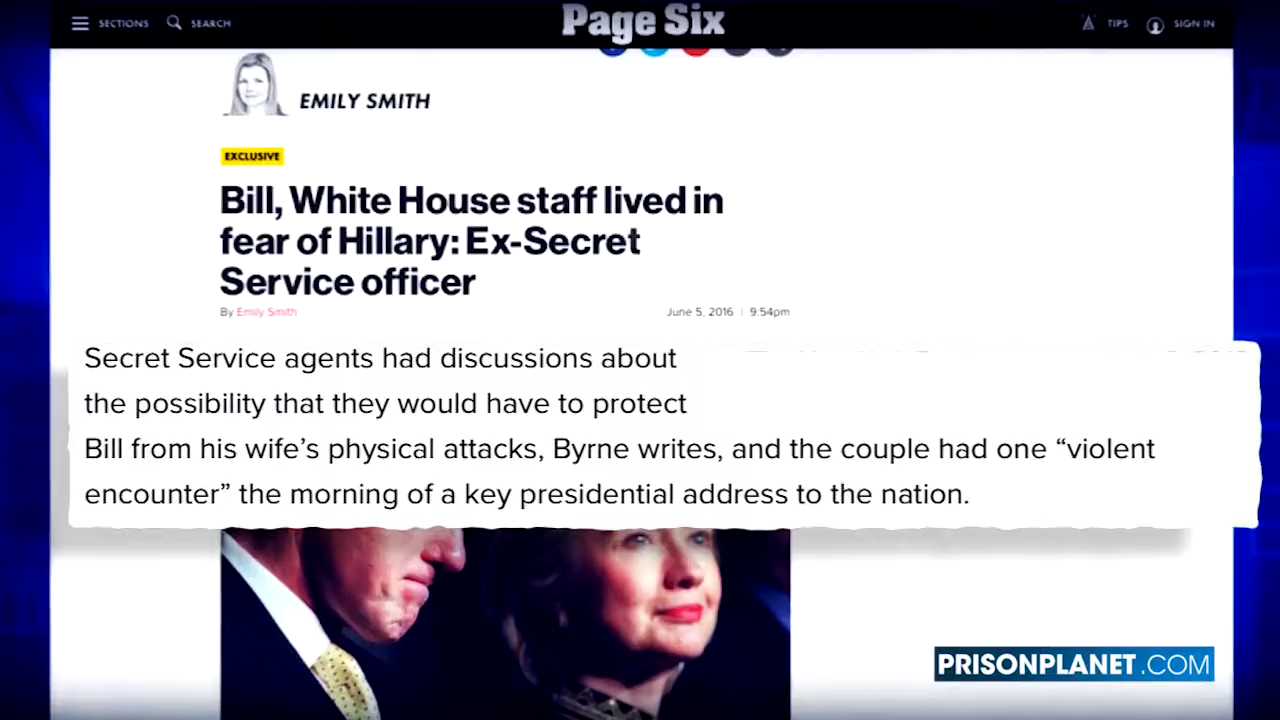 SECTIONS SEARCH Page Six TIPS SIGN IN
EMILY SMITH
EXCLUSIVE
Bill, White House staff lived in
fear of Hillary: Ex-Secret
Service officer
By Emily Smith June 5, 2016 | 9:54pm
Secret Service agents had discussions about
the possibility that they would have to protect
Bill from his wife’s physical attacks, Byrne writes, and the couple had one “violent
encounter” the morning of a key presidential address to the nation.
PRISONPLANET.COM